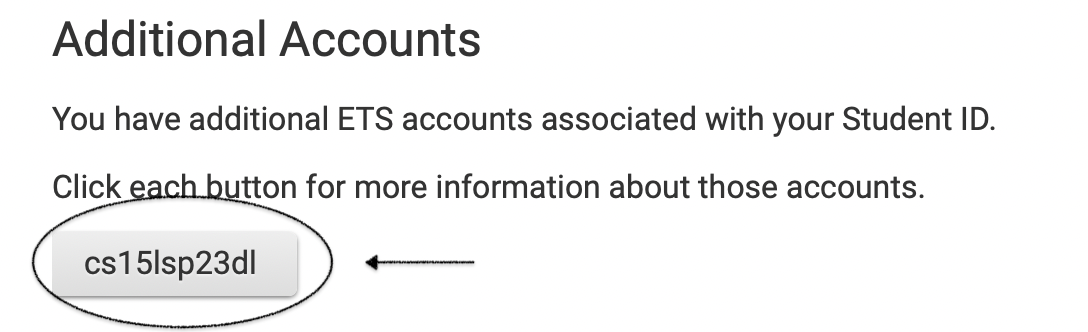 Additional Accounts
You have additional ETS accounts associated with your Student ID.
Click each button for more information about those accounts.
cs15lsp23dl